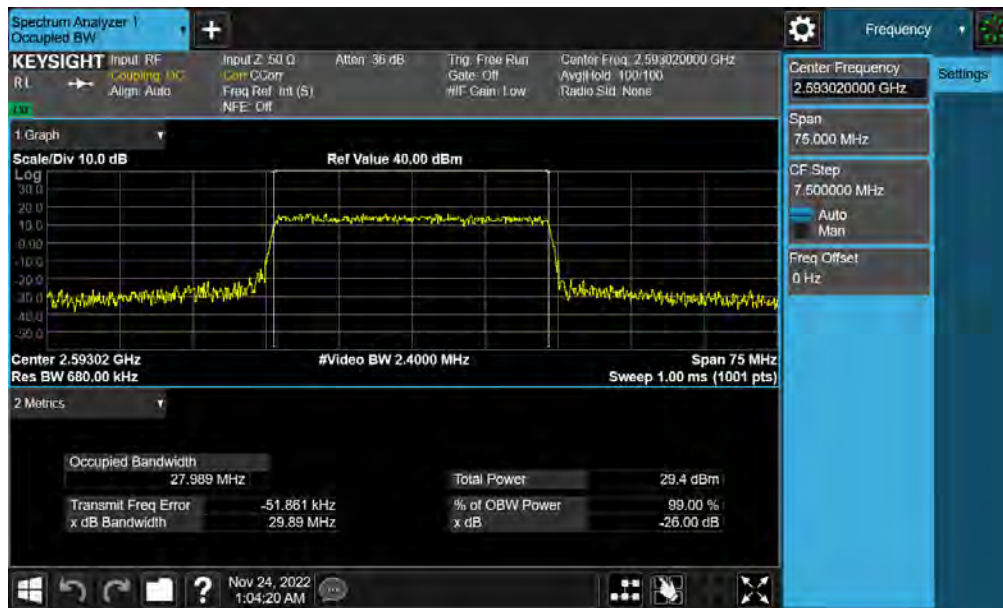 Spectrum Analyzer 1
Occupied BW
+
Frequency
KEYSIGHT Input: RF
RL
Coupling: DC
Align: Auto
Input Z: 50 Ω
Corr CCorr
Freq Ref: Int (S)
NFE: Off
Atten: 36 dB
Trig: Free Run
Gate: Off
#IF Gain: Low
Center Freq: 2.593020000 GHz
Avg|Hold: 100/100
Radio Std: None
Center Frequency
2.593020000 GHz
Settings
Span
75.000 MHz
CF Step
7.500000 MHz
Auto
Man
Freq Offset
0 Hz
1 Graph
Scale/Div 10.0 dB
Ref Value 40.00 dBm
Log
30.0
20.0
10.0
0.00
-10.0
-20.0
-30.0
-40.0
-50.0
Center 2.59302 GHz
#Video BW 2.4000 MHz
Span 75 MHz
Res BW 680.00 kHz
Sweep 1.00 ms (1001 pts)
2 Metrics
Occupied Bandwidth
27.989 MHz
Total Power 29.4 dBm
Transmit Freq Error -51.861 kHz
% of OBW Power 99.00 %
x dB Bandwidth 29.89 MHz
x dB -26.00 dB
?
Nov 24, 2022
1:04:20 AM